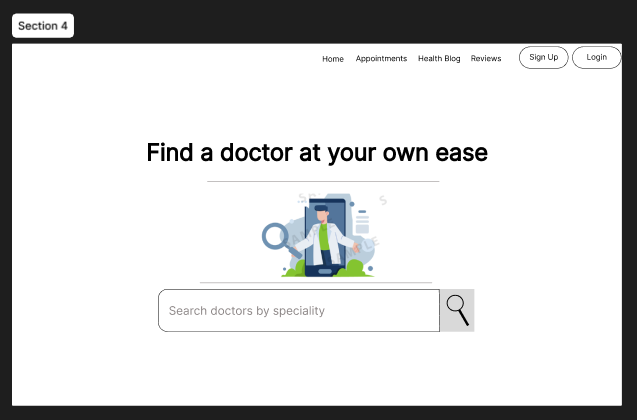 Section 4
Home Appointments Health Blog Reviews Sign Up Login
Find a doctor at your own ease
Search doctors by speciality